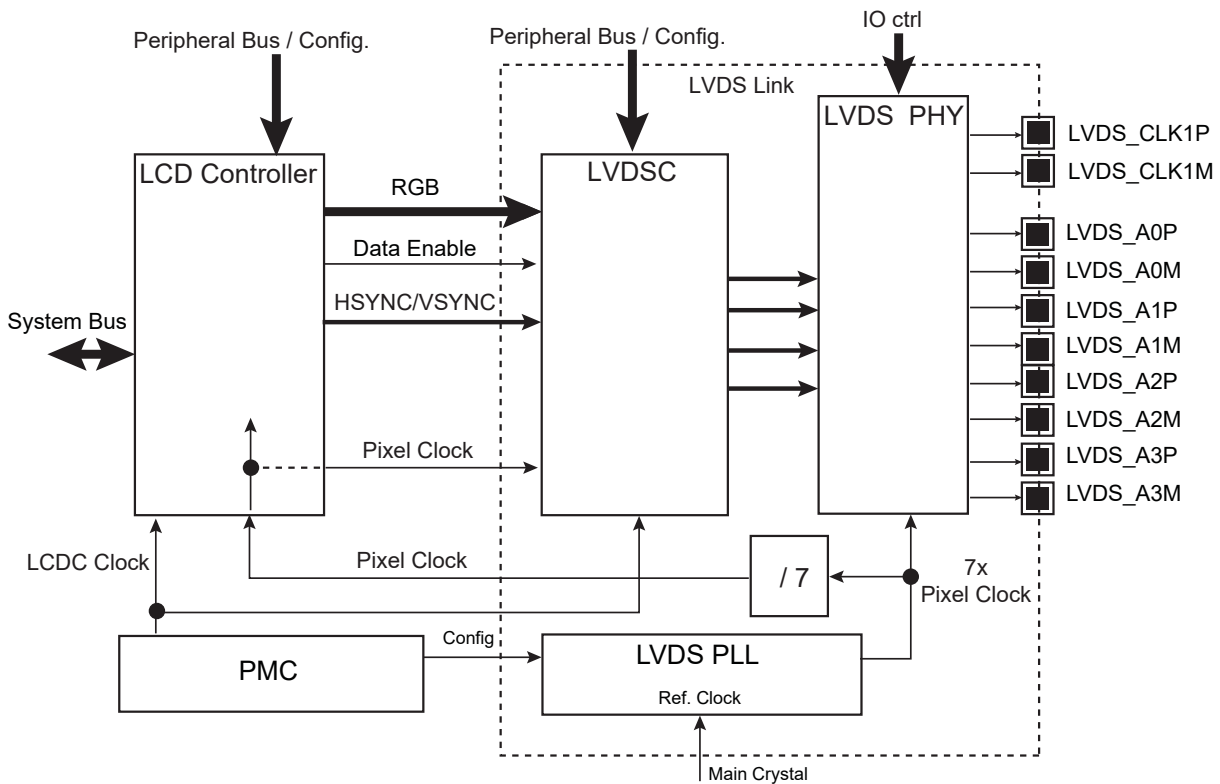 IO ctrl
Peripheral Bus / Config.
Peripheral Bus / Config.
LVDS Link
LVDS PHY
LVDS_CLK1P
LCD Controller
LVDSC
LVDS_CLK1M
RGB
LVDS_A0P
Data Enable
LVDS_A0M
HSYNC/VSYNC
LVDS_A1P
System Bus
LVDS_A1M
LVDS_A2P
LVDS_A2M
Pixel Clock
LVDS_A3P
LVDS_A3M
LCDC Clock
Pixel Clock
/ 7
7x
Pixel Clock
Config
PMC
LVDS PLL
Ref. Clock
Main Crystal